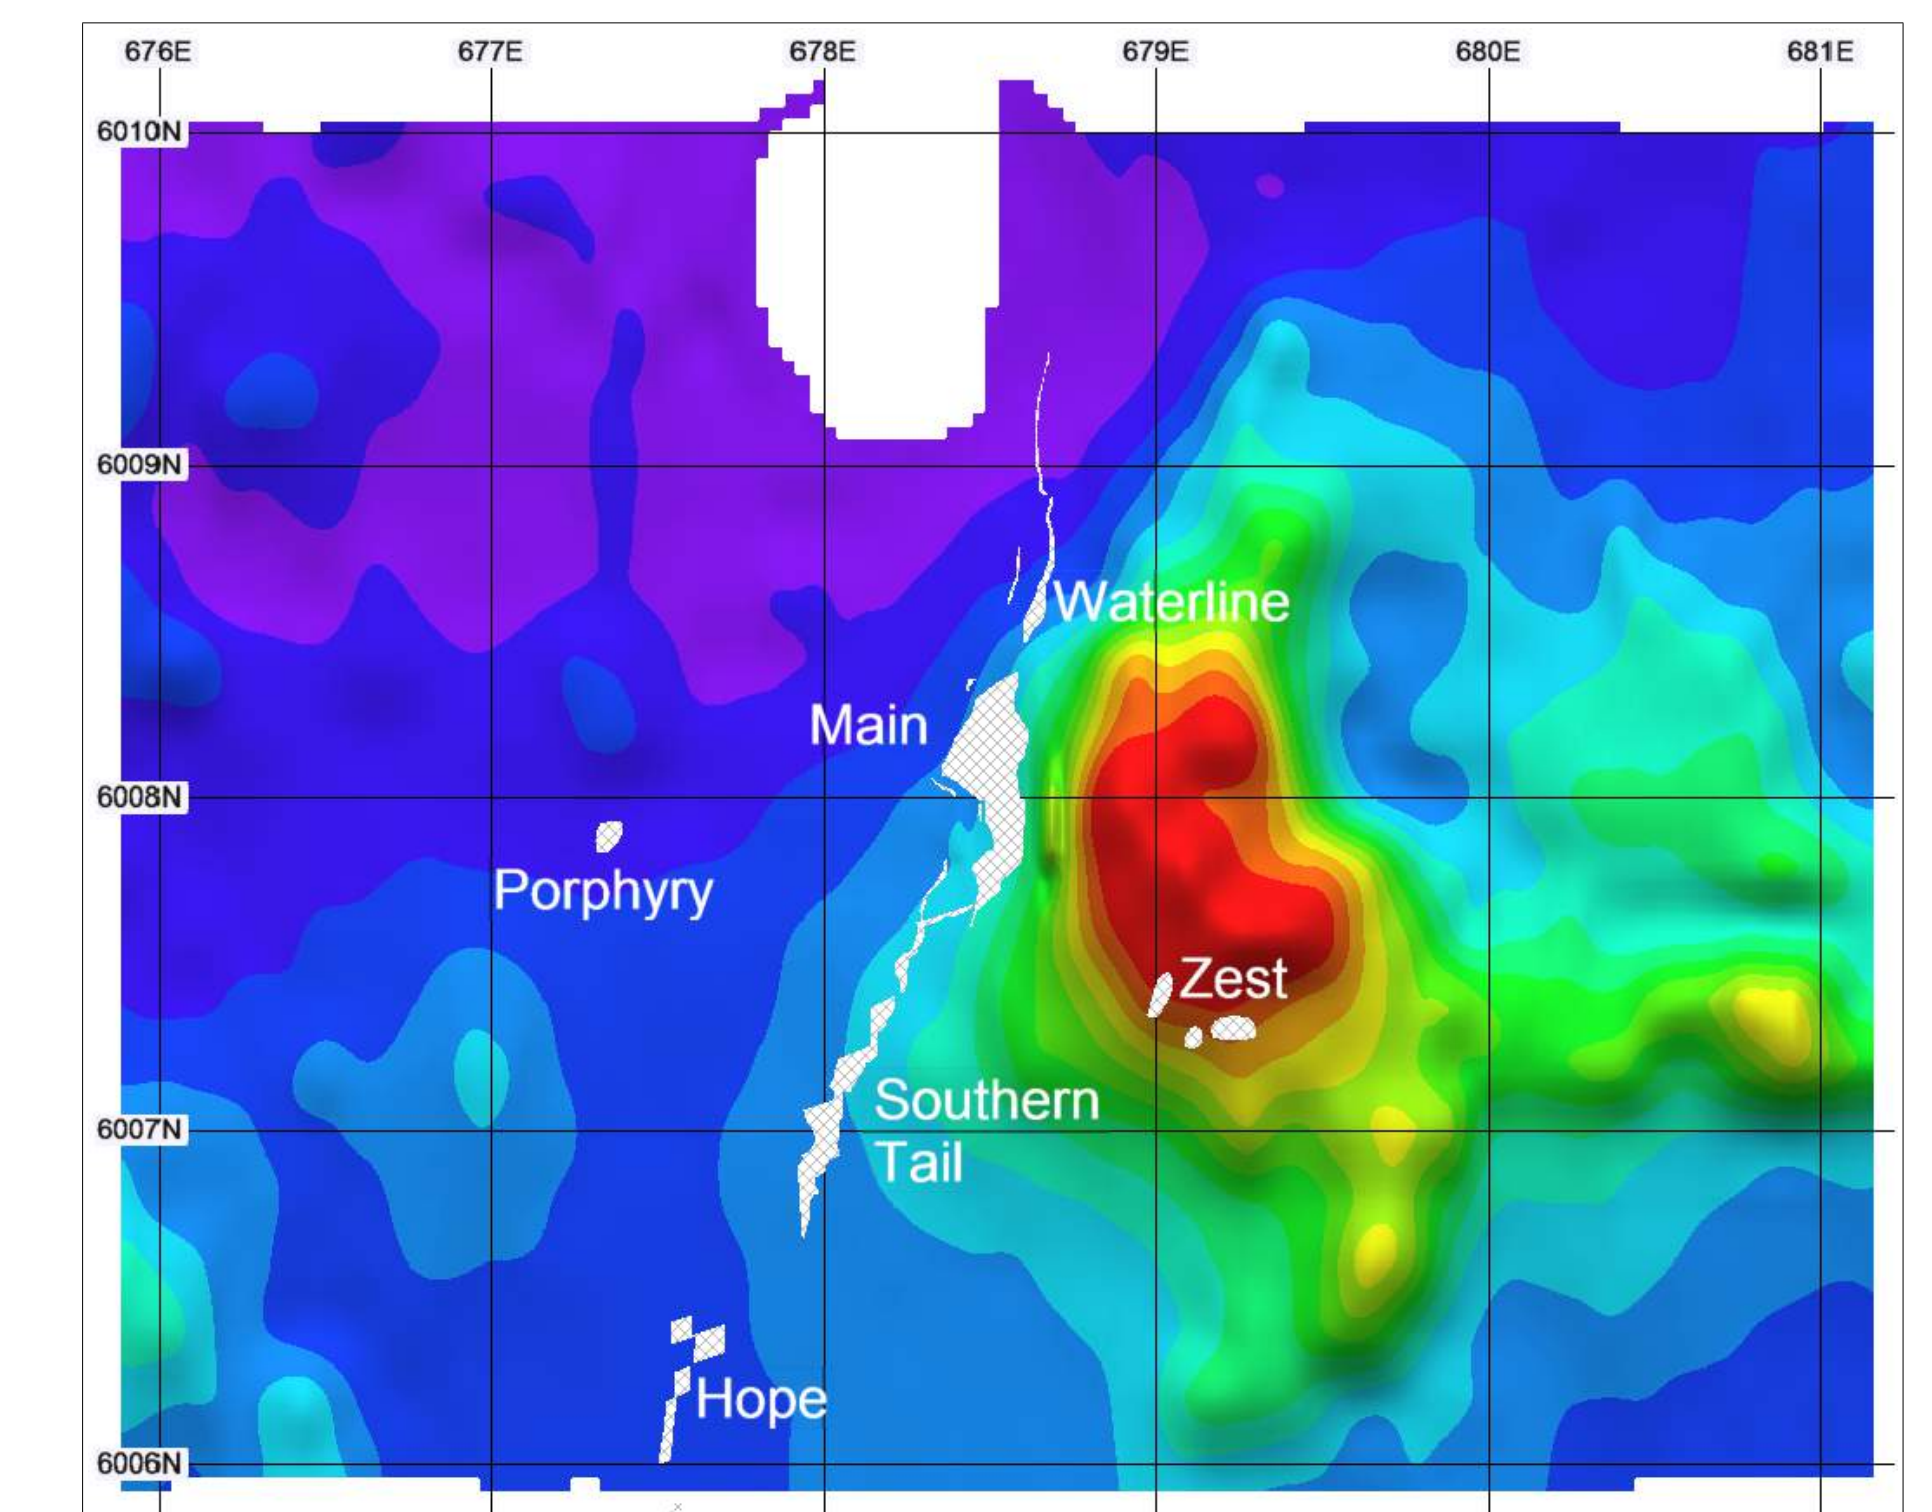 676E 677E 678E 679E 680E 681E
6010N
6009N
Waterline
Main
6008N
Porphyry
Zest
Southern
Tail
6007N
Hope
6006N